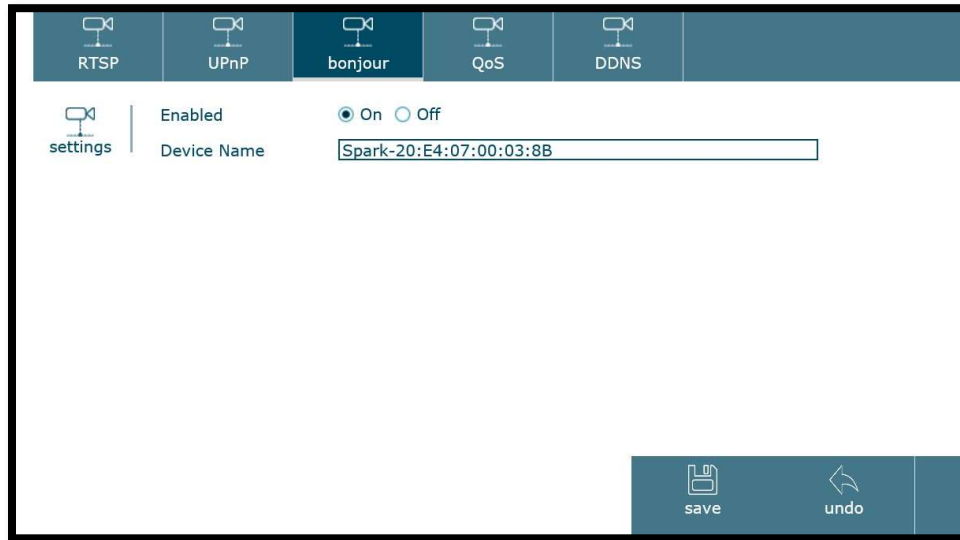 RTSP UPnP bonjour QoS DDNS
settings
Enabled On Off
Device Name Spark-20:E4:07:00:03:8B
save undo